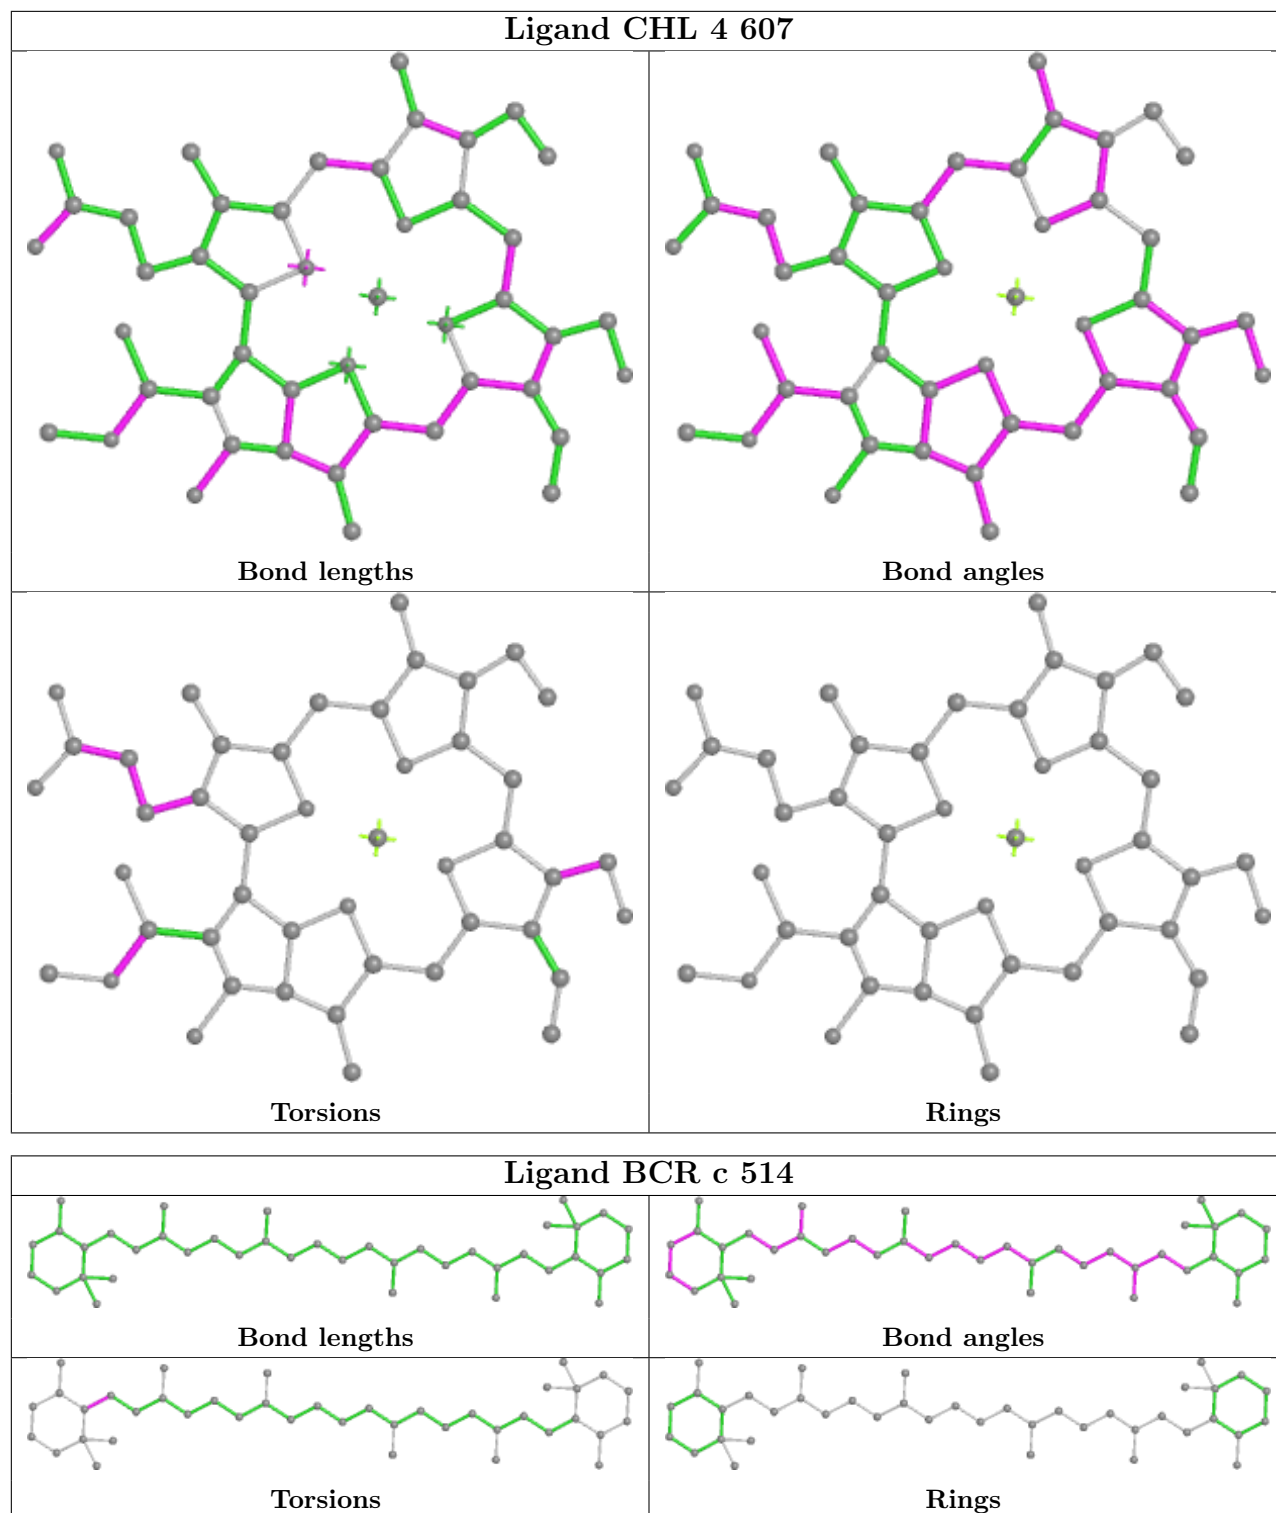 Ligand CHL 4 607
Bond lengths
Bond angles
Torsions
Rings
Ligand BCR c 514
Bond lengths
Bond angles
Torsions
Rings